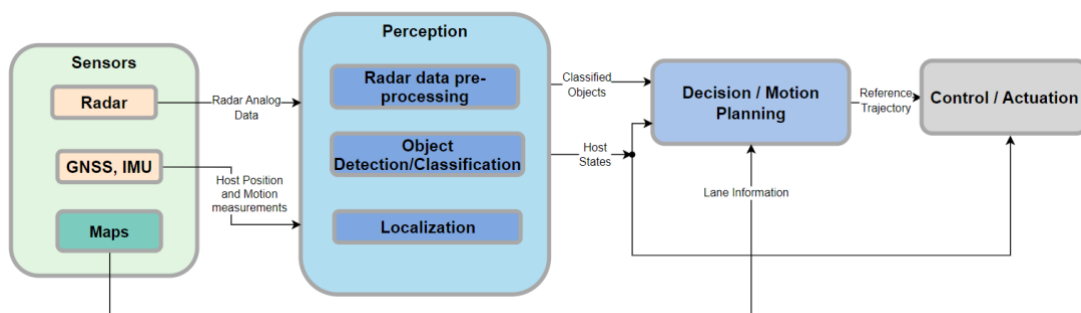 Sensors
Radar
GNSS, IMU
Maps
Radar Analog
Data
Host Position
and Motion
measurements
Perception
Radar data pre-
processing
Object
Detection/Classification
Localization
Classified
Objects
Host
States
Decision / Motion
Planning
Lane Information
Reference
Trajectory
Control / Actuation